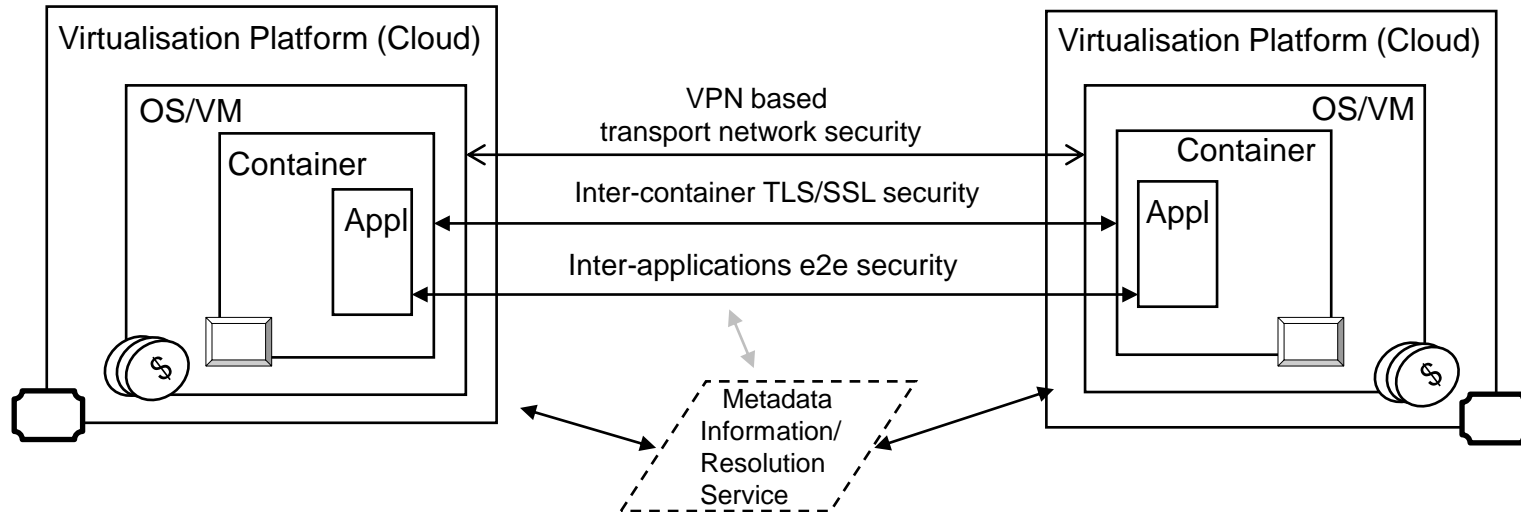 Virtualisation Platform (Cloud)
OS/VM
Container
Appl
$
VPN based
transport network security
Inter-container TLS/SSL security
Inter-applications e2e security
Metadata
Information/
Resolution
Service
Virtualisation Platform (Cloud)
OS/VM
Container
Appl
$